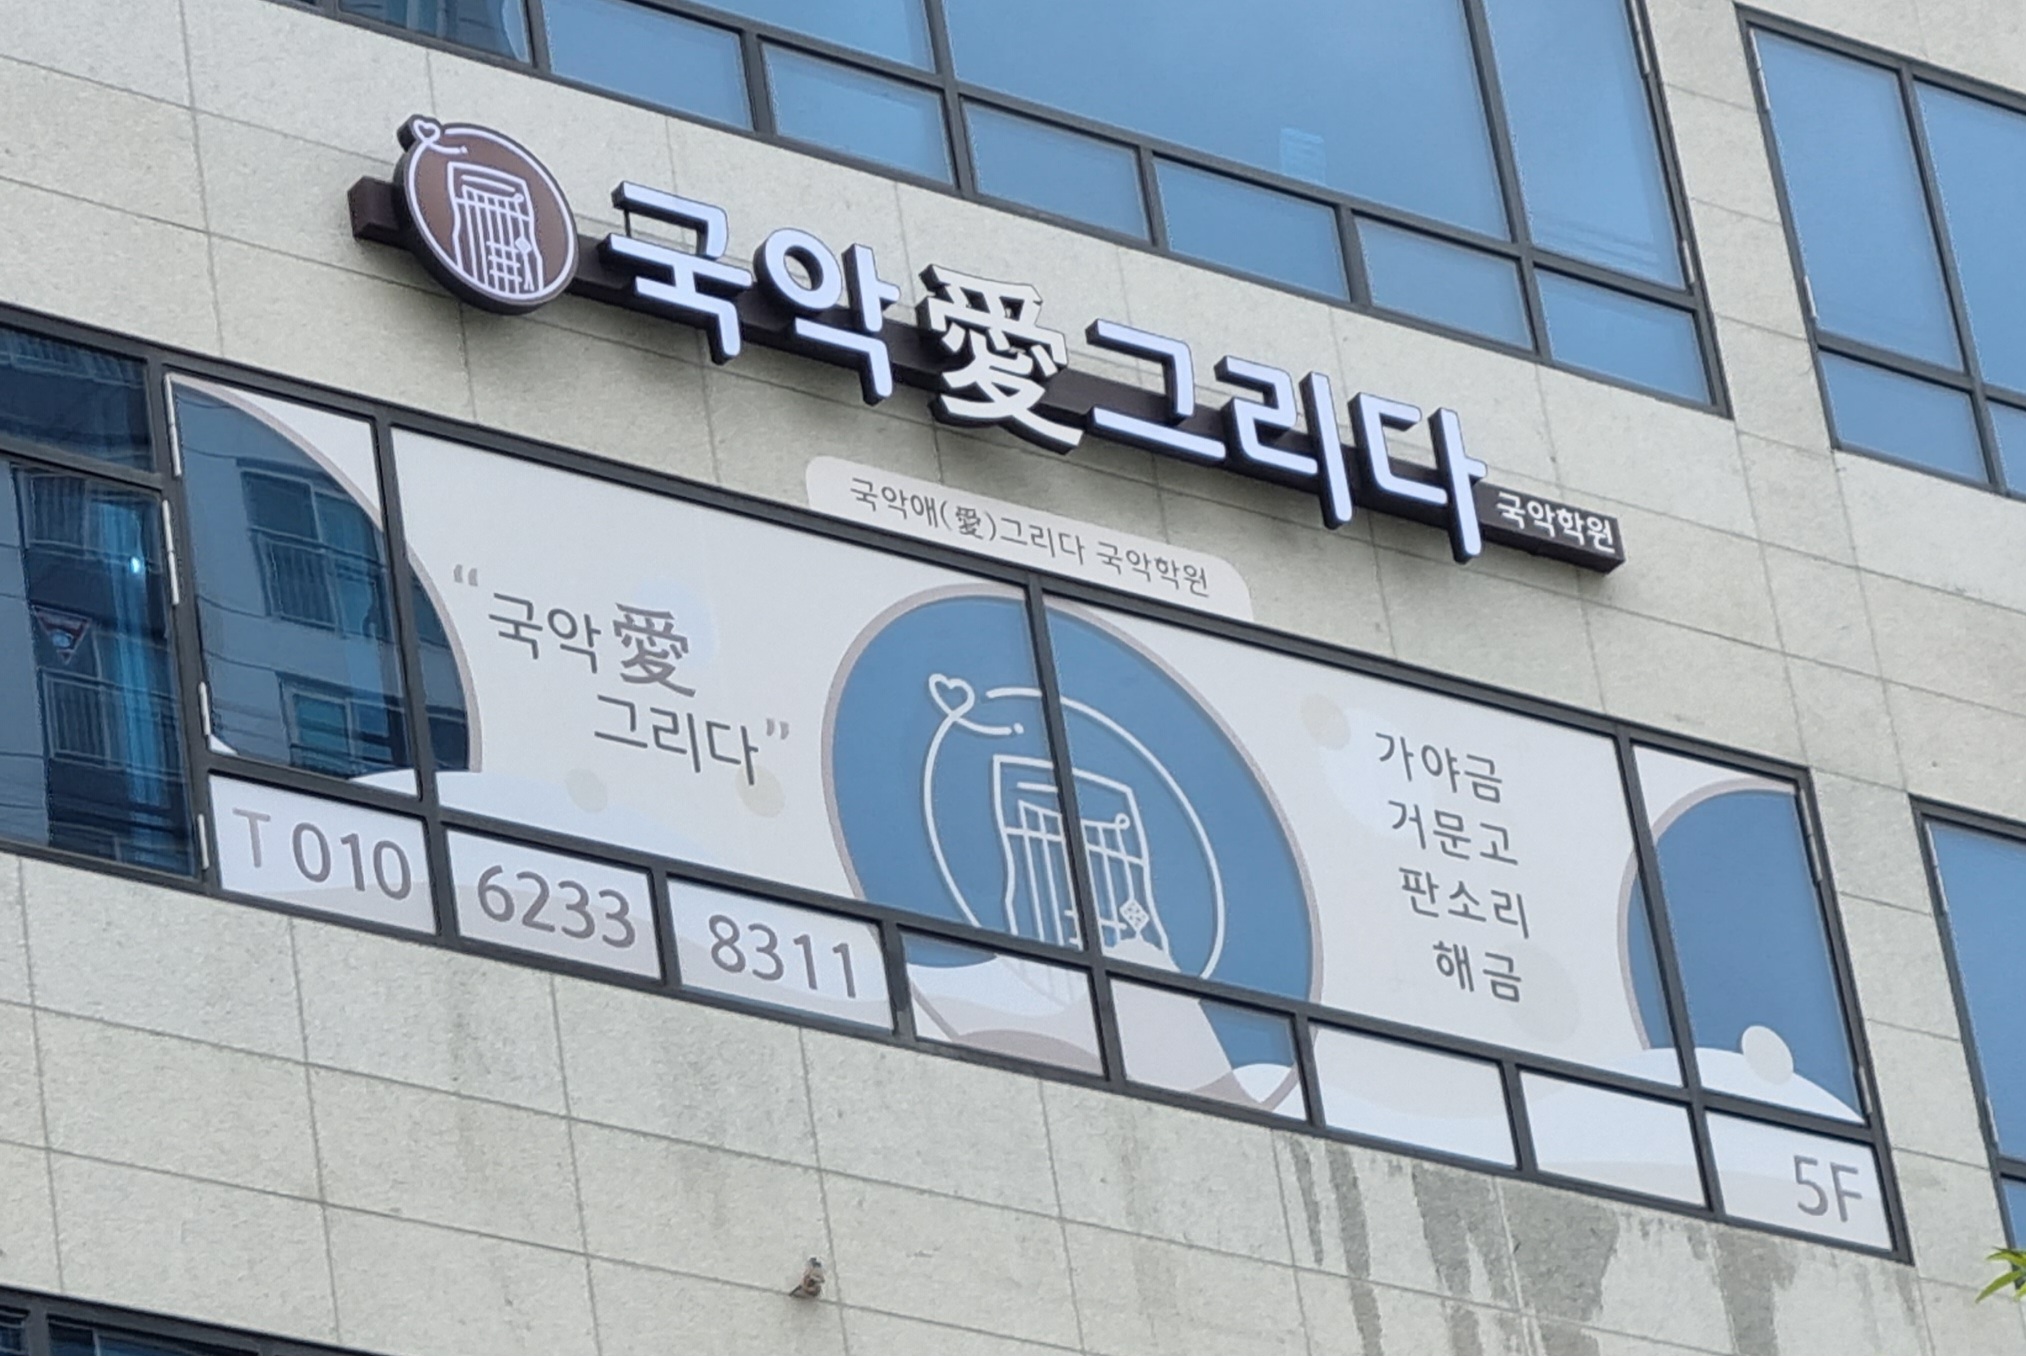 국악愛그리다
국악학원
국악애(愛)그리다 국악학원
“국악愛
그리다”
가야금
거문고
판소리
해금
T 010 6233 8311
5F